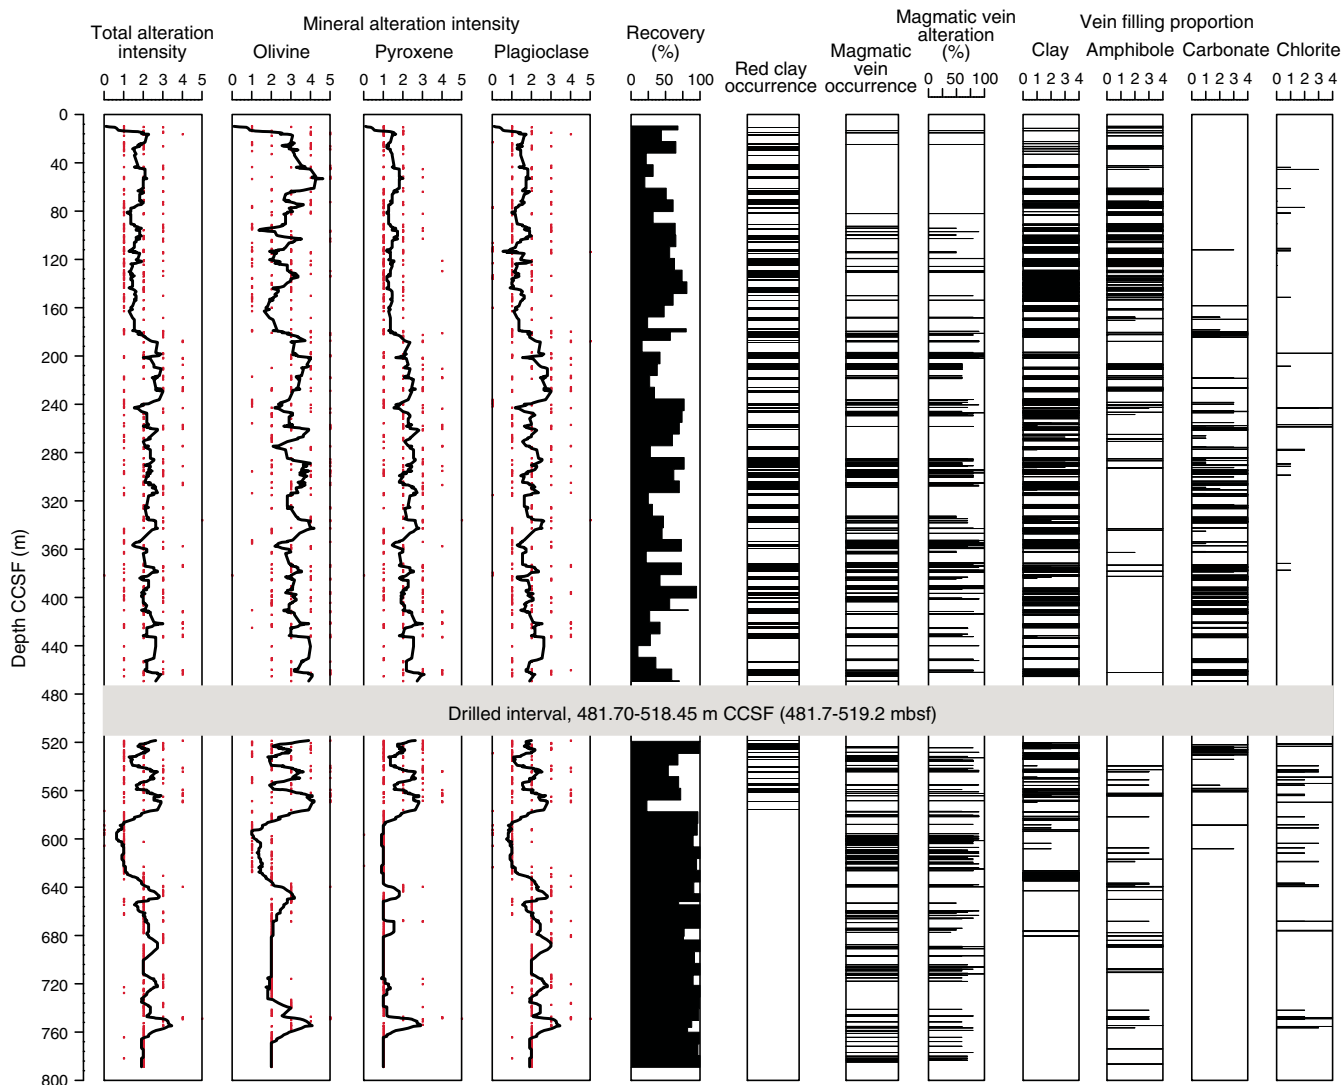 Mineral alteration intensity
Total alteration
intensity
Olivine
Pyroxene
Plagioclase
Recovery
(%)
Red clay
occurrence
Magmatic
vein
occurrence
Magmatic vein
alteration
(%)
Vein filling proportion
Clay
Amphibole
Carbonate
Chlorite
0 1 2 3 4 5
0 1 2 3 4 5
0 1 2 3 4 5
0 1 2 3 4 5
0 50 100
0 50 100
0 1 2 3 4
0 1 2 3 4
0 1 2 3 4
0 1 2 3 4
Depth CCSF (m)
0
40
80
120
160
200
240
280
320
360
400
440
480
Drilled interval, 481.70-518.45 m CCSF (481.7-519.2 mbsf)
520
560
600
640
680
720
760
800